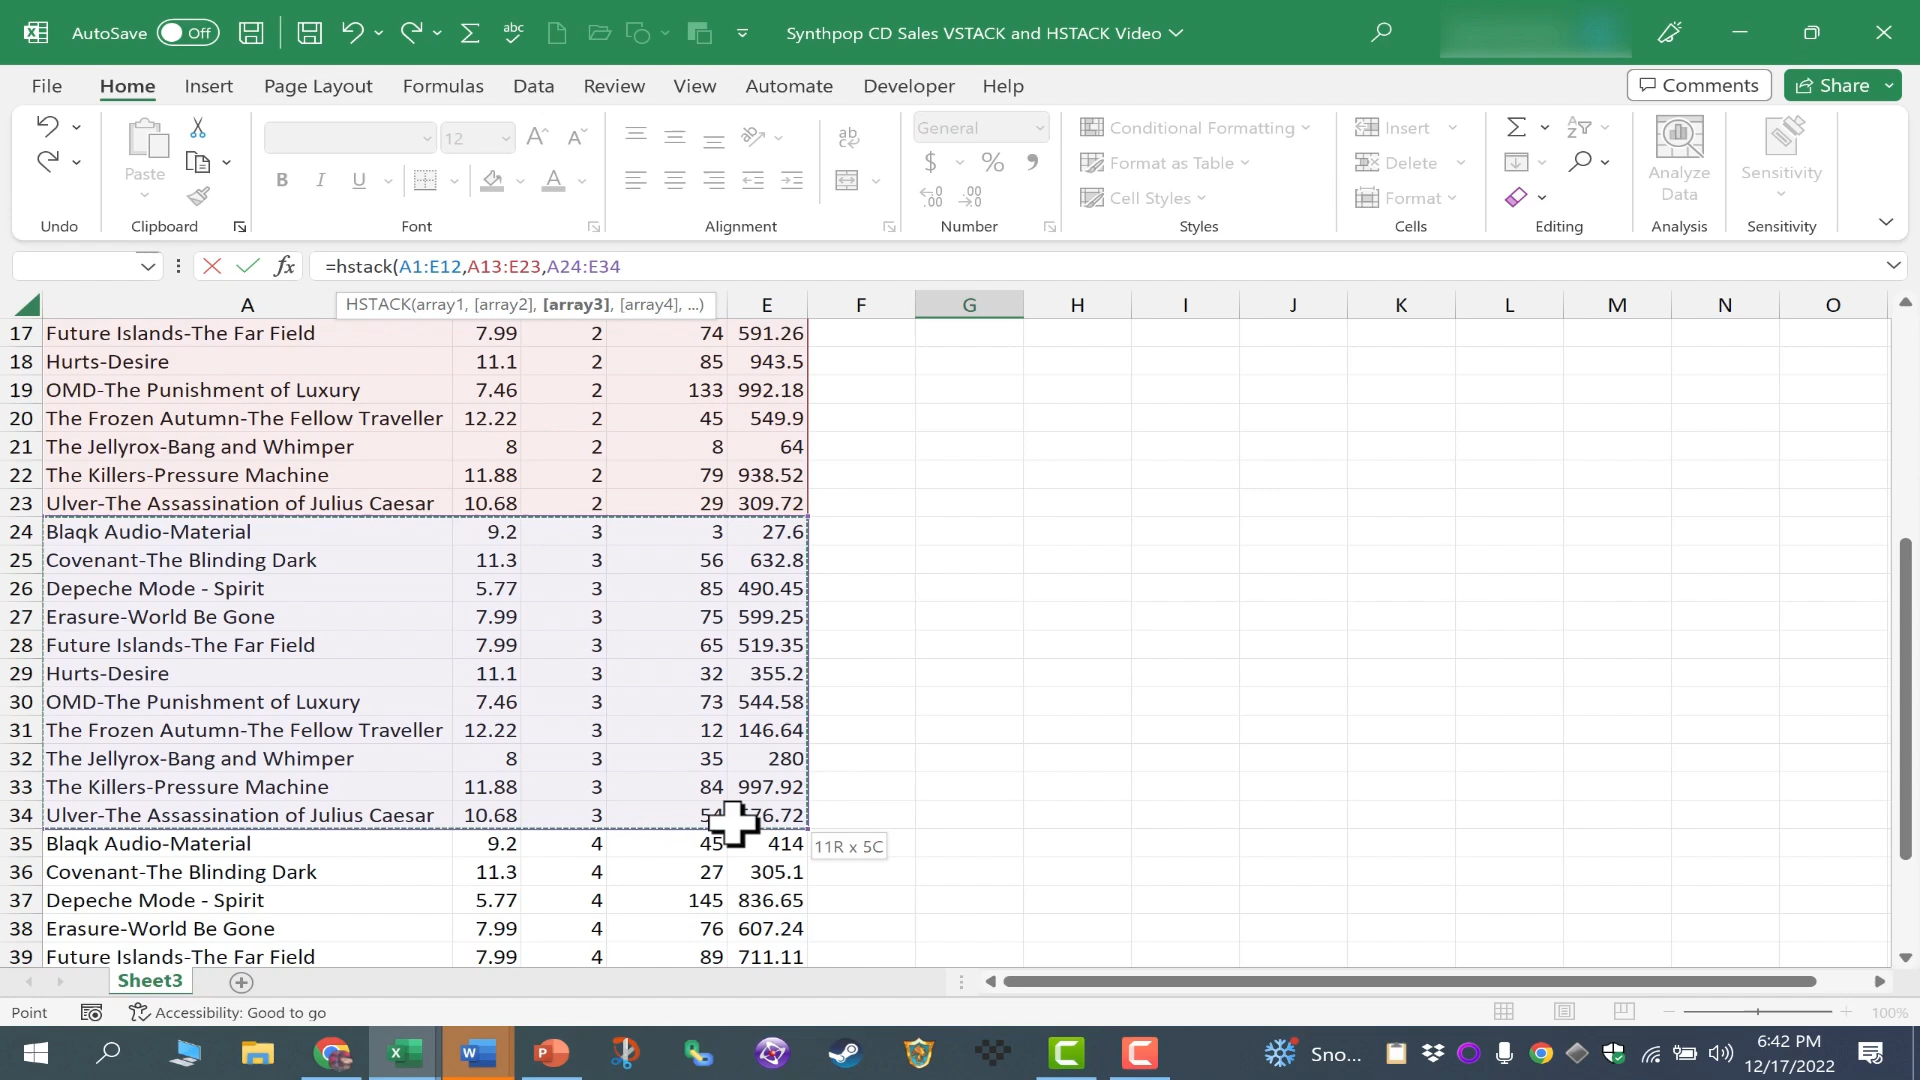 AutoSave Off abc Synthpop CD Sales VSTACK and HSTACK Video
File Home Insert Page Layout Formulas Data Review View Automate Developer Help Comments Share
Paste 12 General Conditional Formatting Insert Analyze Data Sensitivity
B I U $ % Format as Table Delete
Cell Styles Format
Undo Clipboard Font Alignment Number Styles Cells Editing Analysis Sensitivity
fx =hstack(A1:E12,A13:E23,A24:E34
HSTACK(array1, [array2], [array3], [array4], ...)
A E F G H I J K L M N O
17 Future Islands-The Far Field 7.99 2 74 591.26
18 Hurts-Desire 11.1 2 85 943.5
19 OMD-The Punishment of Luxury 7.46 2 133 992.18
20 The Frozen Autumn-The Fellow Traveller 12.22 2 45 549.9
21 The Jellyrox-Bang and Whimper 8 2 8 64
22 The Killers-Pressure Machine 11.88 2 79 938.52
23 Ulver-The Assassination of Julius Caesar 10.68 2 29 309.72
24 Blaqk Audio-Material 9.2 3 3 27.6
25 Covenant-The Blinding Dark 11.3 3 56 632.8
26 Depeche Mode - Spirit 5.77 3 85 490.45
27 Erasure-World Be Gone 7.99 3 75 599.25
28 Future Islands-The Far Field 7.99 3 65 519.35
29 Hurts-Desire 11.1 3 32 355.2
30 OMD-The Punishment of Luxury 7.46 3 73 544.58
31 The Frozen Autumn-The Fellow Traveller 12.22 3 12 146.64
32 The Jellyrox-Bang and Whimper 8 3 35 280
33 The Killers-Pressure Machine 11.88 3 84 997.92
34 Ulver-The Assassination of Julius Caesar 10.68 3
35 Blaqk Audio-Material 9.2 4 45 414 11R x 5C
36 Covenant-The Blinding Dark 11.3 4 27 305.1
37 Depeche Mode - Spirit 5.77 4 145 836.65
38 Erasure-World Be Gone 7.99 4 76 607.24
39 Future Islands-The Far Field 7.99 4 89 711.11
Sheet3
Point Accessibility: Good to go 100%
Sno... 6:42 PM
12/17/2022